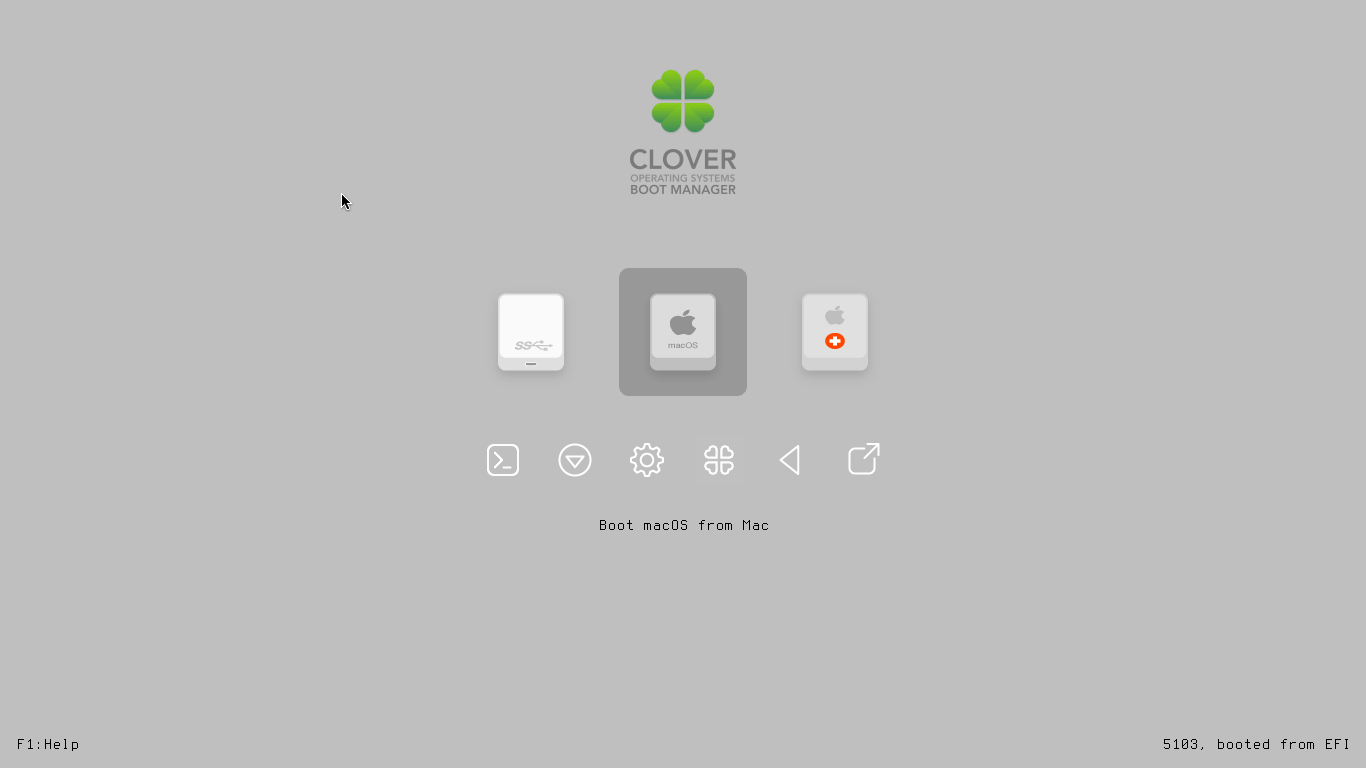 CLOVER
OPERATING SYSTEMS
BOOT MANAGER
SS
macOS
Boot macOS from Mac
F1:Help
5103, booted from EFI